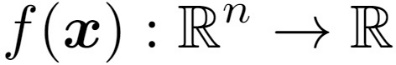 f(𝒙) : ℝⁿ → ℝ